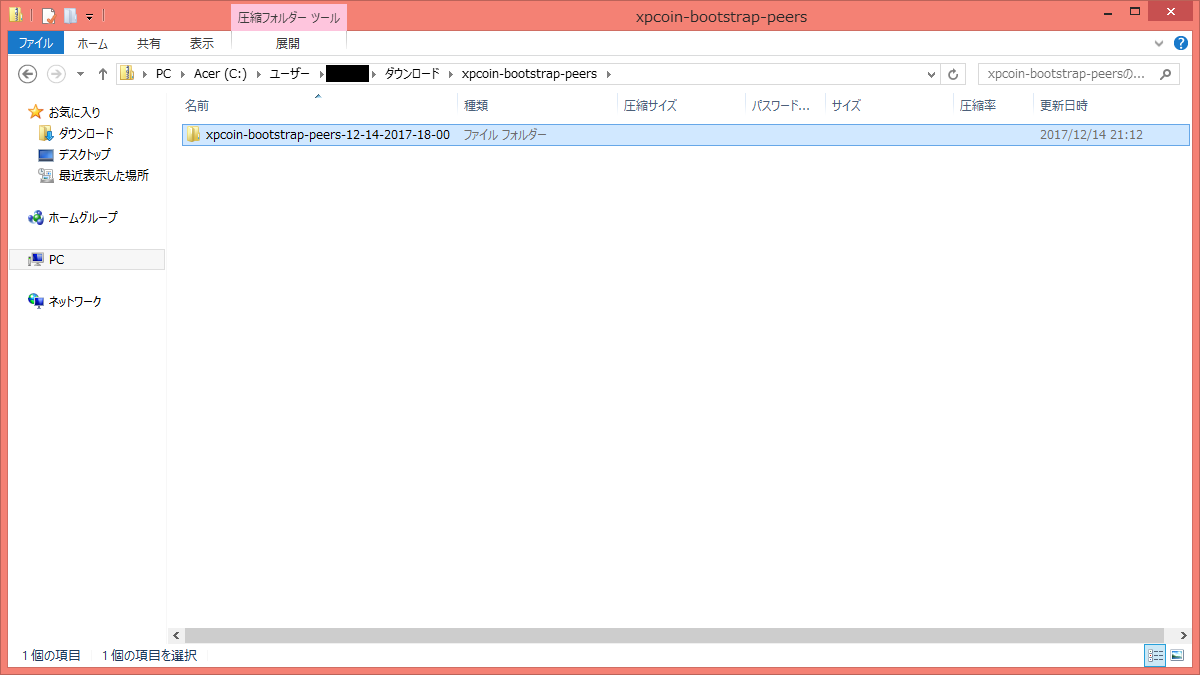 圧縮フォルダー ツール
xpcoin-bootstrap-peers
ファイル ホーム 共有 表示 展開
PC Acer (C:) ユーザー ダウンロード xpcoin-bootstrap-peers
xpcoin-bootstrap-peersの...
名前 種類 圧縮サイズ パスワード... サイズ 圧縮率 更新日時
xpcoin-bootstrap-peers-12-14-2017-18-00 ファイル フォルダー 2017/12/14 21:12
お気に入り
ダウンロード
デスクトップ
最近表示した場所
ホームグループ
PC
ネットワーク
1 個の項目 1 個の項目を選択